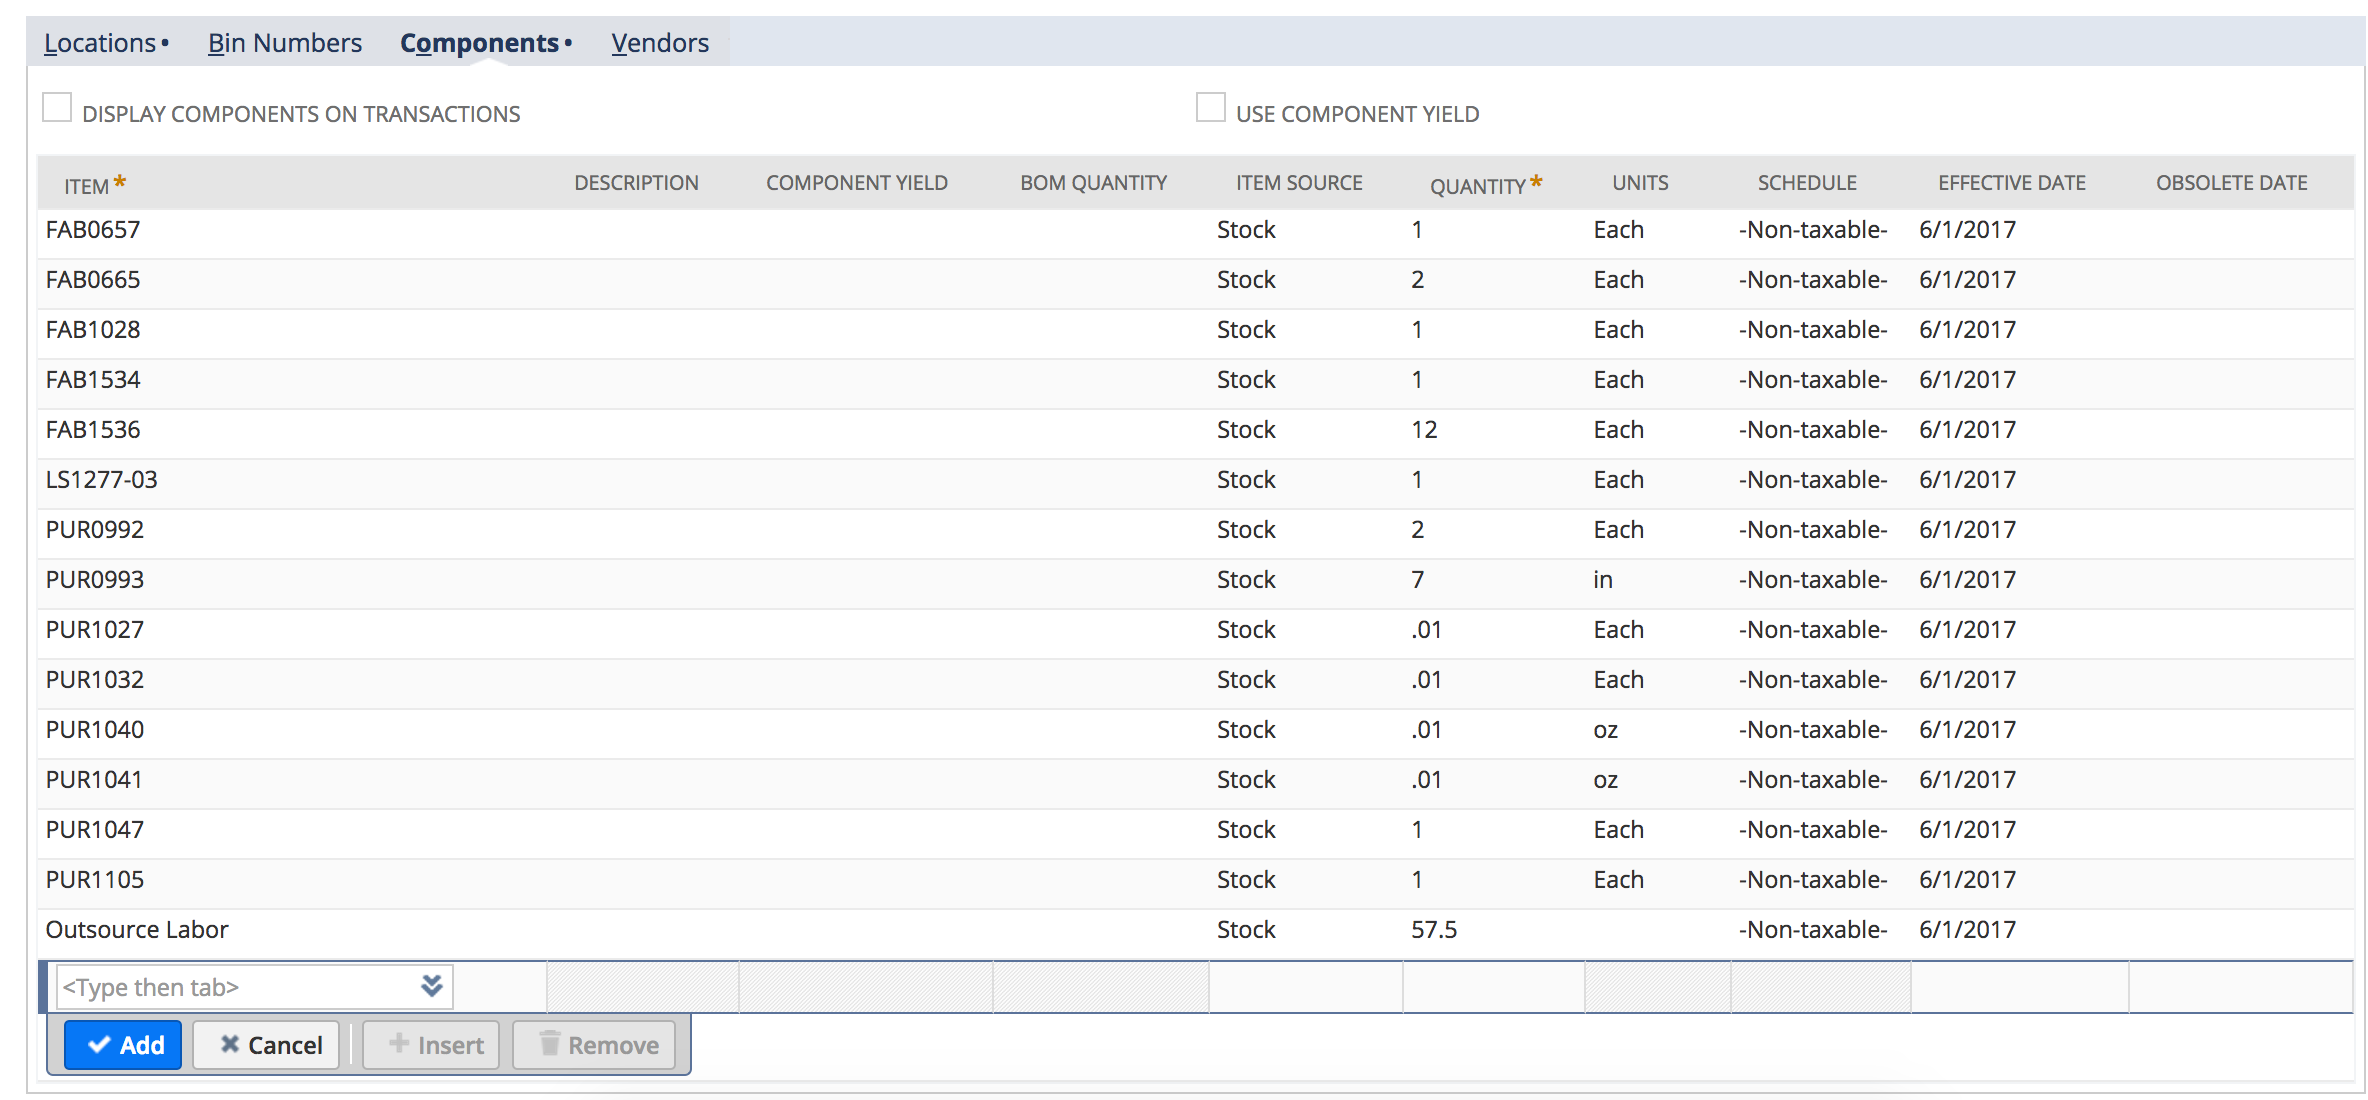 Locations• Bin Numbers Components• Vendors
DISPLAY COMPONENTS ON TRANSACTIONS USE COMPONENT YIELD
ITEM* DESCRIPTION COMPONENT YIELD BOM QUANTITY ITEM SOURCE QUANTITY* UNITS SCHEDULE EFFECTIVE DATE OBSOLETE DATE
FAB0657 Stock 1 Each -Non-taxable- 6/1/2017
FAB0665 Stock 2 Each -Non-taxable- 6/1/2017
FAB1028 Stock 1 Each -Non-taxable- 6/1/2017
FAB1534 Stock 1 Each -Non-taxable- 6/1/2017
FAB1536 Stock 12 Each -Non-taxable- 6/1/2017
LS1277-03 Stock 1 Each -Non-taxable- 6/1/2017
PUR0992 Stock 2 Each -Non-taxable- 6/1/2017
PUR0993 Stock 7 in -Non-taxable- 6/1/2017
PUR1027 Stock .01 Each -Non-taxable- 6/1/2017
PUR1032 Stock .01 Each -Non-taxable- 6/1/2017
PUR1040 Stock .01 oz -Non-taxable- 6/1/2017
PUR1041 Stock .01 oz -Non-taxable- 6/1/2017
PUR1047 Stock 1 Each -Non-taxable- 6/1/2017
PUR1105 Stock 1 Each -Non-taxable- 6/1/2017
Outsource Labor Stock 57.5 -Non-taxable- 6/1/2017
<Type then tab>
Add Cancel Insert Remove